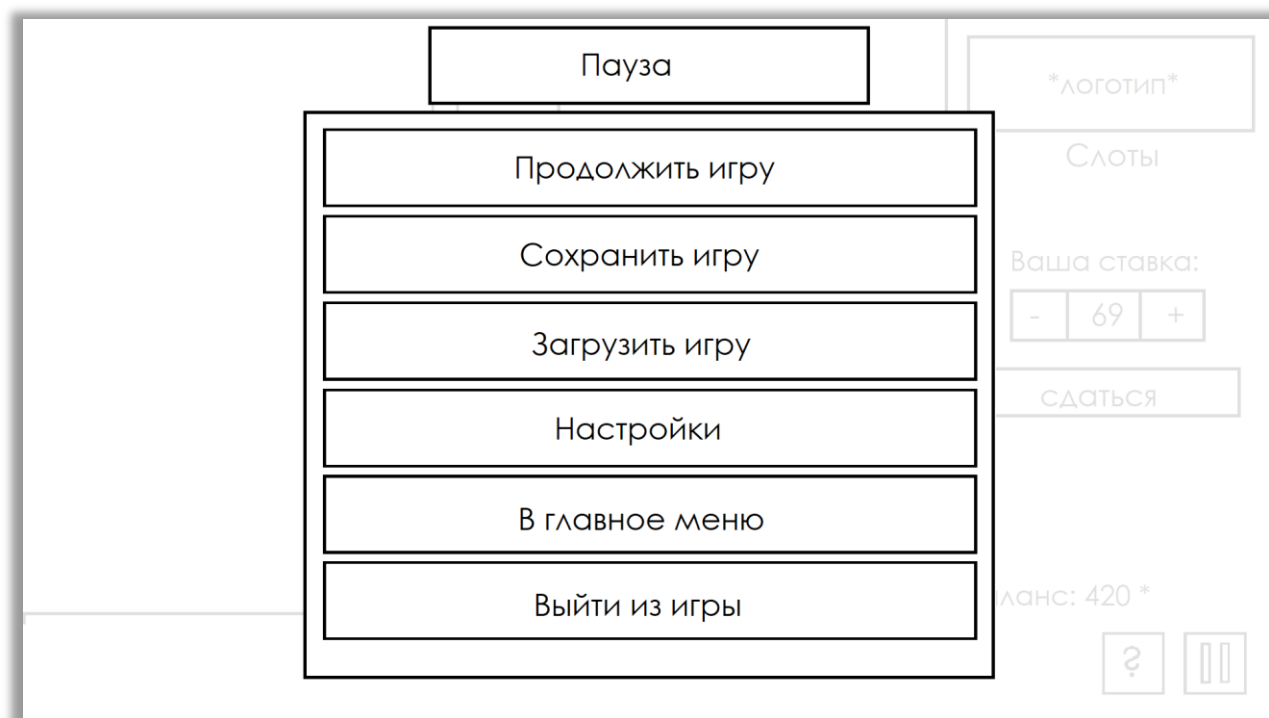 Пауза
*логотип*
Продолжить игру
Слоты
Сохранить игру
Ваша ставка:
- 69 +
Загрузить игру
сдаться
Настройки
В главное меню
Выйти из игры
ланс: 420 *
?